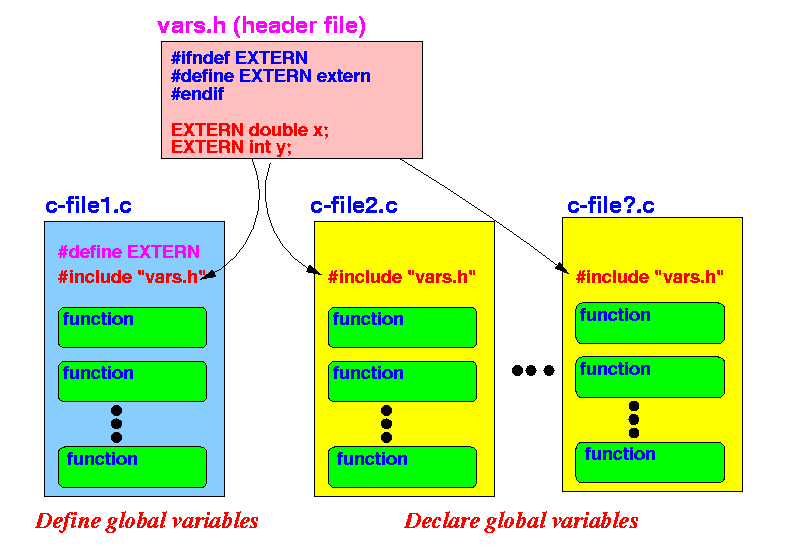 vars.h (header file)
#ifndef EXTERN
#define EXTERN extern
#endif
EXTERN double x;
EXTERN int y;
c-file1.c
#define EXTERN
#include "vars.h"
function
function
function
Define global variables
c-file2.c
#include "vars.h"
function
function
function
c-file?.c
#include "vars.h"
function
function
function
Declare global variables